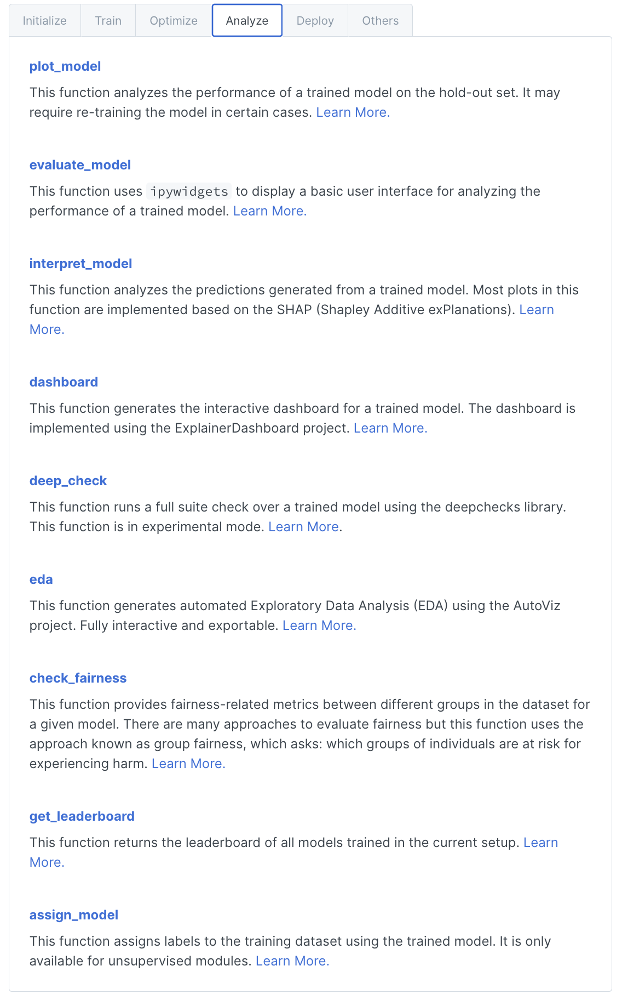 Initialize Train Optimize Analyze Deploy Others
plot_model
This function analyzes the performance of a trained model on the hold-out set. It may
require re-training the model in certain cases. Learn More.
evaluate_model
This function uses ipywidgets to display a basic user interface for analyzing the
performance of a trained model. Learn More.
interpret_model
This function analyzes the predictions generated from a trained model. Most plots in this
function are implemented based on the SHAP (Shapley Additive exPlanations). Learn
More.
dashboard
This function generates the interactive dashboard for a trained model. The dashboard is
implemented using the ExplainerDashboard project. Learn More.
deep_check
This function runs a full suite check over a trained model using the deepchecks library.
This function is in experimental mode. Learn More.
eda
This function generates automated Exploratory Data Analysis (EDA) using the AutoViz
project. Fully interactive and exportable. Learn More.
check_fairness
This function provides fairness-related metrics between different groups in the dataset for
a given model. There are many approaches to evaluate fairness but this function uses the
approach known as group fairness, which asks: which groups of individuals are at risk for
experiencing harm. Learn More.
get_leaderboard
This function returns the leaderboard of all models trained in the current setup. Learn
More.
assign_model
This function assigns labels to the training dataset using the trained model. It is only
available for unsupervised modules. Learn More.